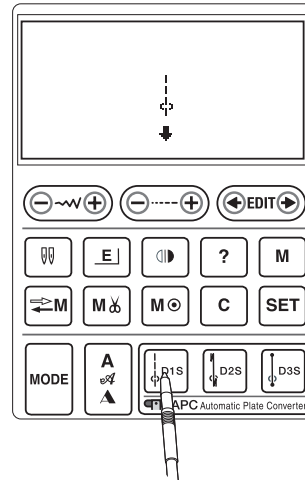 EDIT
E ? M
M M M C SET
MODE A A A D1S D2S D3S
APC Automatic Plate Converter